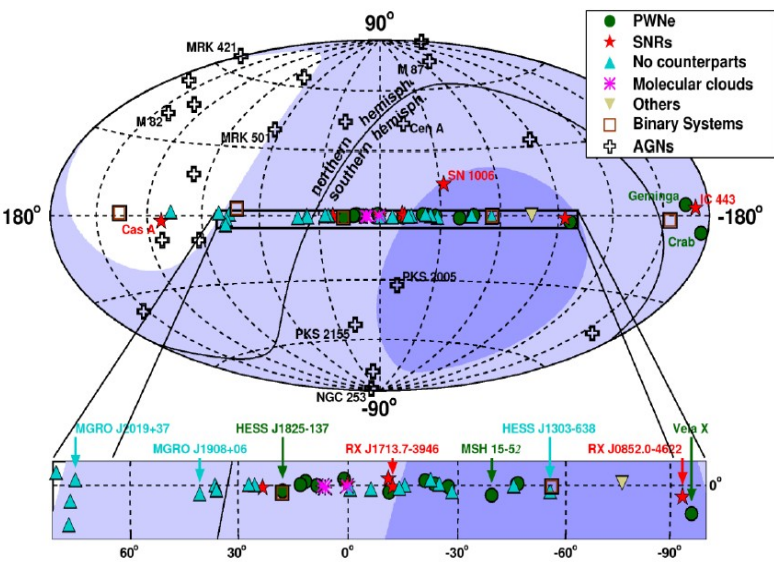 90°
PWNe
SNRs
No counterparts
Molecular clouds
Others
Binary Systems
AGNs
MRK 421
M 87
M 82
MRK 501
Cen A
northern hemisph.
southern hemisph.
SN 1006
Geminga
IC 443
180°
-180°
Cas A
Crab
PKS 2005
PKS 2155
NGC 253
-90°
MGRO J2019+37
HESS J1825-137
HESS J1303-638
Vela X
MGRO J1908+06
RX J1713.7-3946
MSH 15-52
RX J0852.0-4622
0°
60°
30°
0°
-30°
-60°
-90°